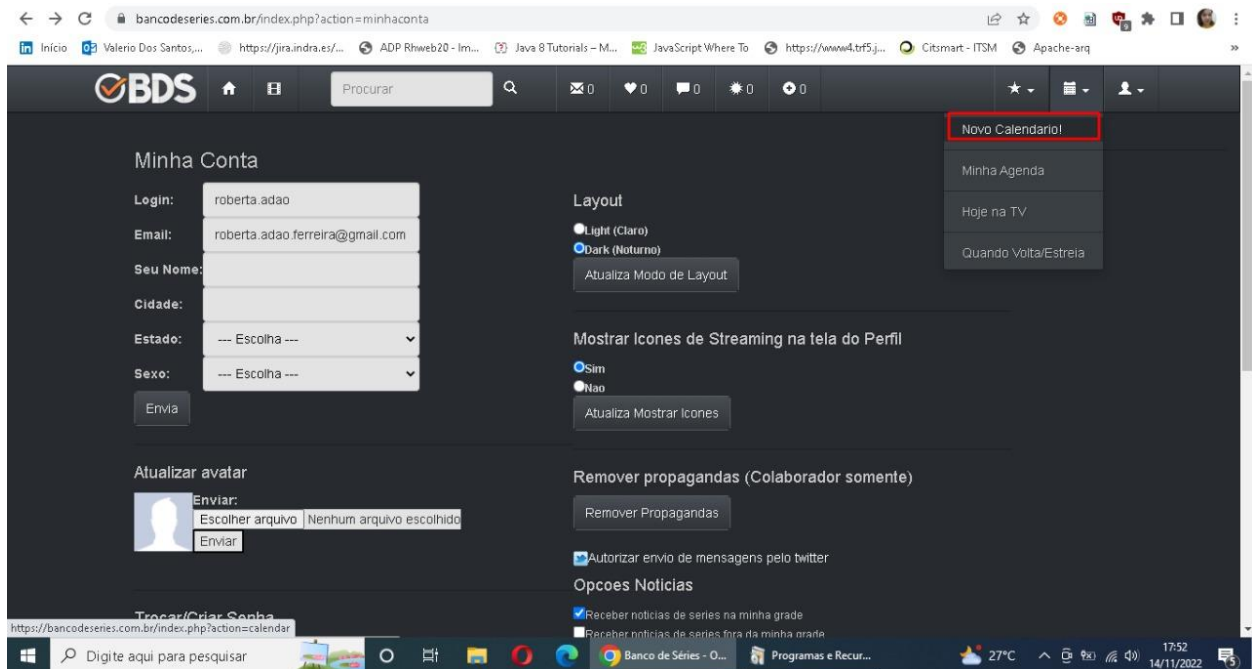 bancodeseries.com.br/index.php?action=minhaconta
Início Valerio Dos Santos,... https://jira.indra.es/... ADP Rhweb20 - Im... Java 8 Tutorials – M... JavaScript Where To https://www4.trf5.j... Citsmart - ITSM Apache-arq »
BDS Procurar 0 0 0 0 0
Novo Calendario!
Minha Agenda
Hoje na TV
Quando Volta/Estreia
Minha Conta
Login: roberta.adao
Email: roberta.adao.ferreira@gmail.com
Seu Nome:
Cidade:
Estado: --- Escolha ---
Sexo: --- Escolha ---
Envia
Atualizar avatar
Enviar:
Escolher arquivo Nenhum arquivo escolhido
Enviar
Trocar/Criar Senha
Layout
Light (Claro)
Dark (Noturno)
Atualiza Modo de Layout
Mostrar Icones de Streaming na tela do Perfil
Sim
Nao
Atualiza Mostrar Icones
Remover propagandas (Colaborador somente)
Remover Propagandas
Autorizar envio de mensagens pelo twitter
Opcoes Noticias
Receber noticias de series na minha grade
Receber noticias de series fora da minha grade
https://bancodeseries.com.br/index.php?action=calendar
Digite aqui para pesquisar Banco de Séries - O... Programas e Recur... 27°C 17:52
14/11/2022